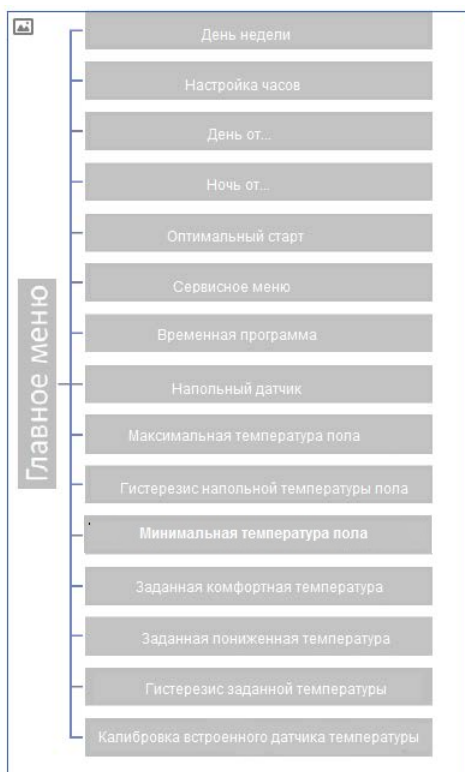 Главное меню
День недели
Настройка часов
День от...
Ночь от...
Оптимальный старт
Сервисное меню
Временная программа
Напольный датчик
Максимальная температура пола
Гистерезис напольной температуры пола
Минимальная температура пола
Заданная комфортная температура
Заданная пониженная температура
Гистерезис заданной температуры
Калибровка встроенного датчика температуры